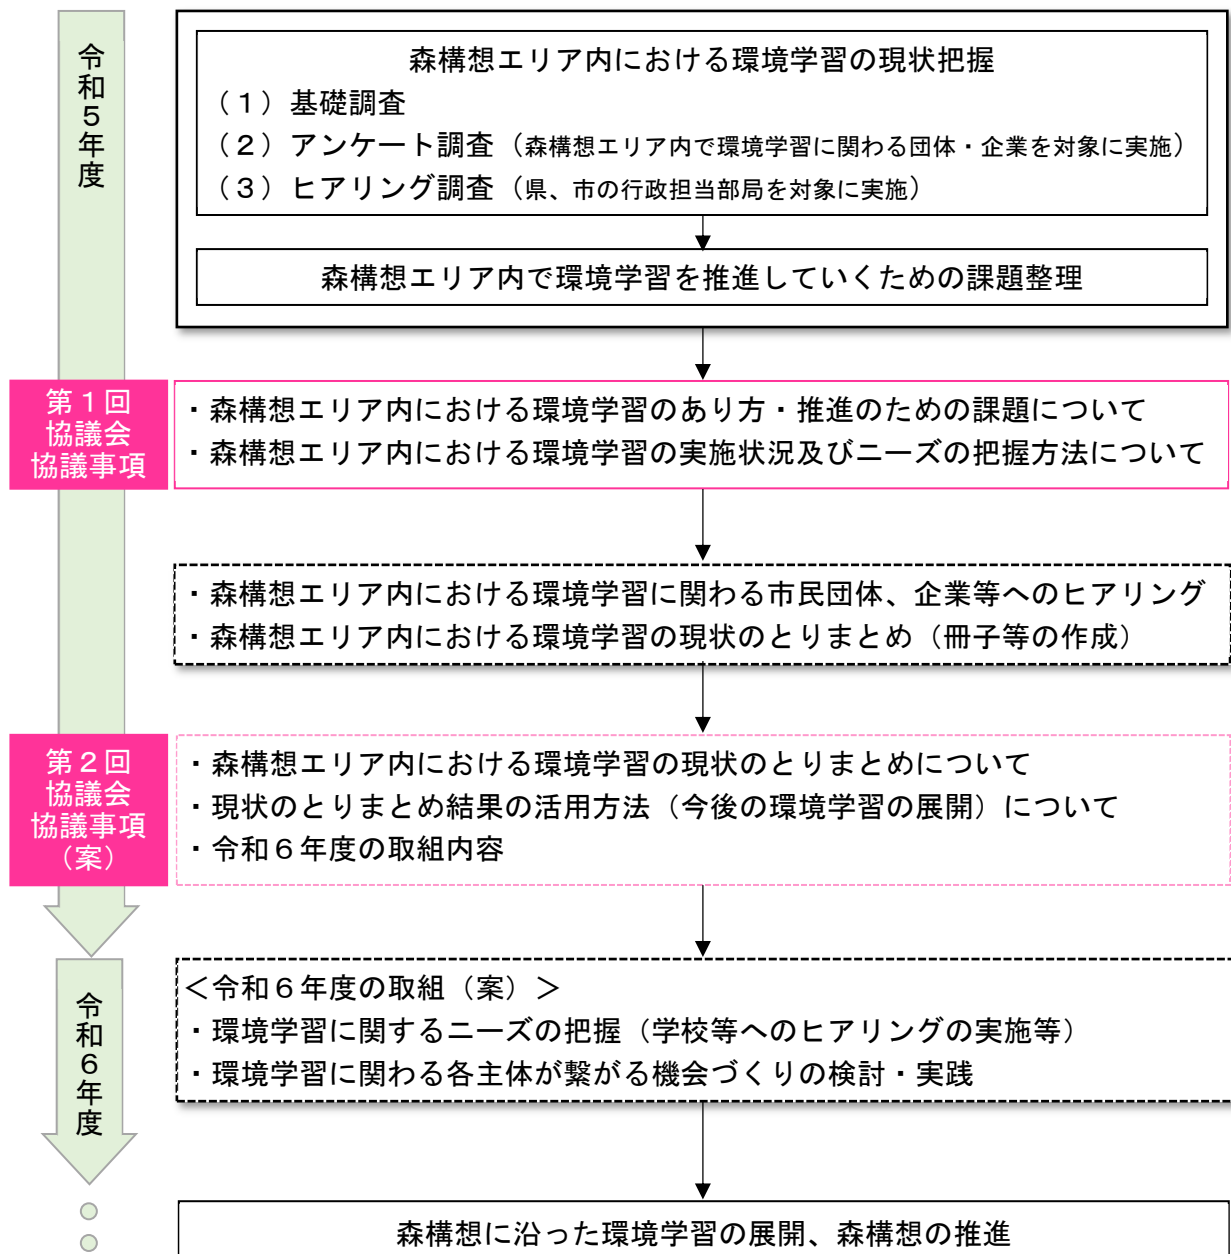 令和5年度
森構想エリア内における環境学習の現状把握
（１）基礎調査
（２）アンケート調査（森構想エリア内で環境学習に関わる団体・企業を対象に実施）
（３）ヒアリング調査（県、市の行政担当部局を対象に実施）
森構想エリア内で環境学習を推進していくための課題整理
第１回
協議会
協議事項
・森構想エリア内における環境学習のあり方・推進のための課題について
・森構想エリア内における環境学習の実施状況及びニーズの把握方法について
・森構想エリア内における環境学習に関わる市民団体、企業等へのヒアリング
・森構想エリア内における環境学習の現状のとりまとめ（冊子等の作成）
第２回
協議会
協議事項
（案）
・森構想エリア内における環境学習の現状のとりまとめについて
・現状のとりまとめ結果の活用方法（今後の環境学習の展開）について
・令和６年度の取組内容
令和6年度
＜令和６年度の取組（案）＞
・環境学習に関するニーズの把握（学校等へのヒアリングの実施等）
・環境学習に関わる各主体が繋がる機会づくりの検討・実践
森構想に沿った環境学習の展開、森構想の推進